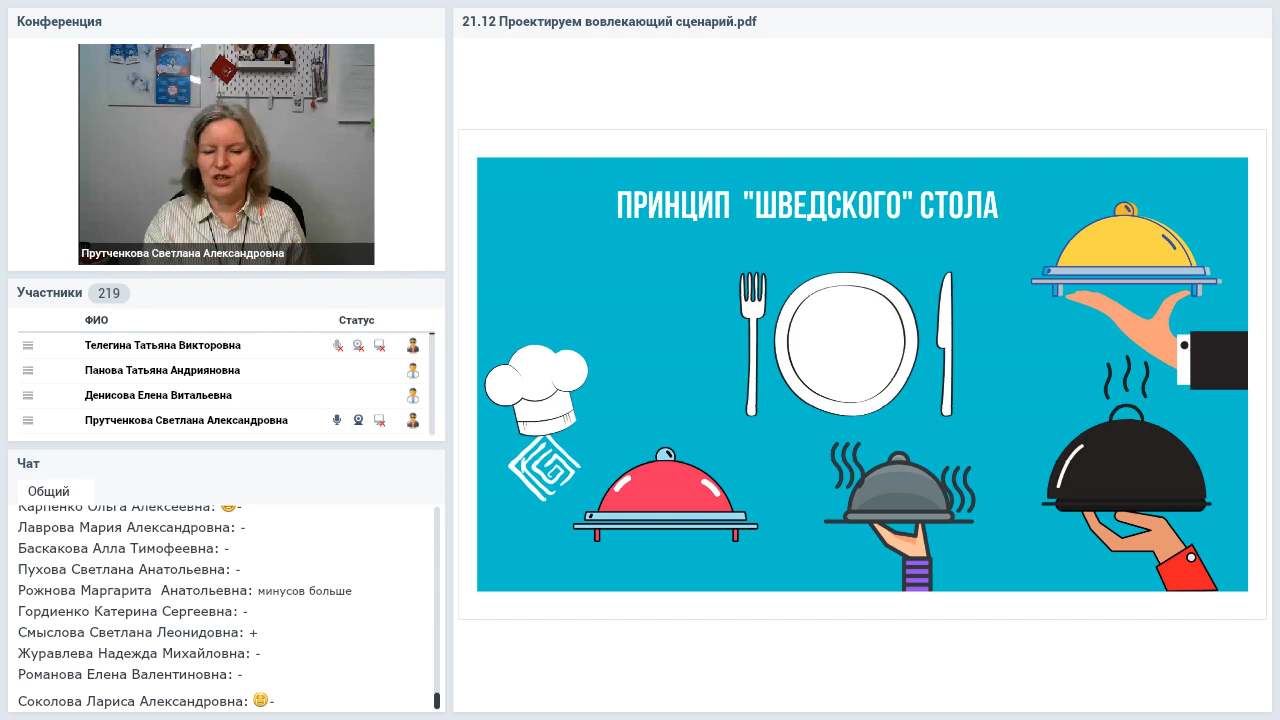 Конференция
Прутченкова Светлана Александровна
Участники 219
ФИО Статус
Телегина Татьяна Викторовна
Панова Татьяна Андрияновна
Денисова Елена Витальевна
Прутченкова Светлана Александровна
Чат
Общий
Карпенко Ольга Алексеевна: -
Лаврова Мария Александровна: -
Баскакова Алла Тимофеевна: -
Пухова Светлана Анатольевна: -
Рожнова Маргарита Анатольевна: минусов больше
Гордиенко Катерина Сергеевна: -
Смыслова Светлана Леонидовна: +
Журавлева Надежда Михайловна: -
Романова Елена Валентиновна: -
Соколова Лариса Александровна: -
21.12 Проектируем вовлекающий сценарий.pdf
ПРИНЦИП "ШВЕДСКОГО" СТОЛА